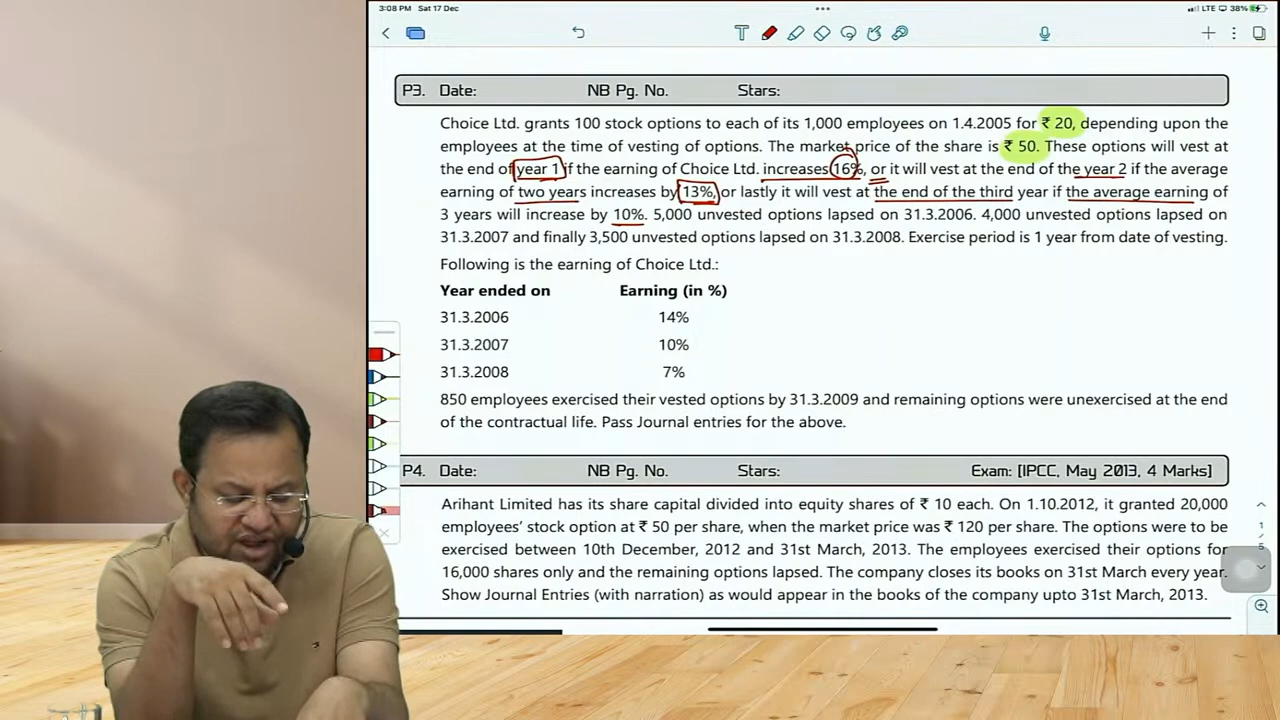 3:08 PM Sat 17 Dec
LTE 38%
P3. Date: NB Pg. No. Stars:
Choice Ltd. grants 100 stock options to each of its 1,000 employees on 1.4.2005 for ₹ 20, depending upon the
employees at the time of vesting of options. The market price of the share is ₹ 50. These options will vest at
the end of year 1 if the earning of Choice Ltd. increases 16%, or it will vest at the end of the year 2 if the average
earning of two years increases by 13%, or lastly it will vest at the end of the third year if the average earning of
3 years will increase by 10%. 5,000 unvested options lapsed on 31.3.2006. 4,000 unvested options lapsed on
31.3.2007 and finally 3,500 unvested options lapsed on 31.3.2008. Exercise period is 1 year from date of vesting.
Following is the earning of Choice Ltd.:
Year ended on Earning (in %)
31.3.2006 14%
31.3.2007 10%
31.3.2008 7%
850 employees exercised their vested options by 31.3.2009 and remaining options were unexercised at the end
of the contractual life. Pass Journal entries for the above.
P4. Date: NB Pg. No. Stars: Exam: [IPCC, May 2013, 4 Marks]
Arihant Limited has its share capital divided into equity shares of ₹ 10 each. On 1.10.2012, it granted 20,000
employees' stock option at ₹ 50 per share, when the market price was ₹ 120 per share. The options were to be
exercised between 10th December, 2012 and 31st March, 2013. The employees exercised their options for
16,000 shares only and the remaining options lapsed. The company closes its books on 31st March every year.
Show Journal Entries (with narration) as would appear in the books of the company upto 31st March, 2013.